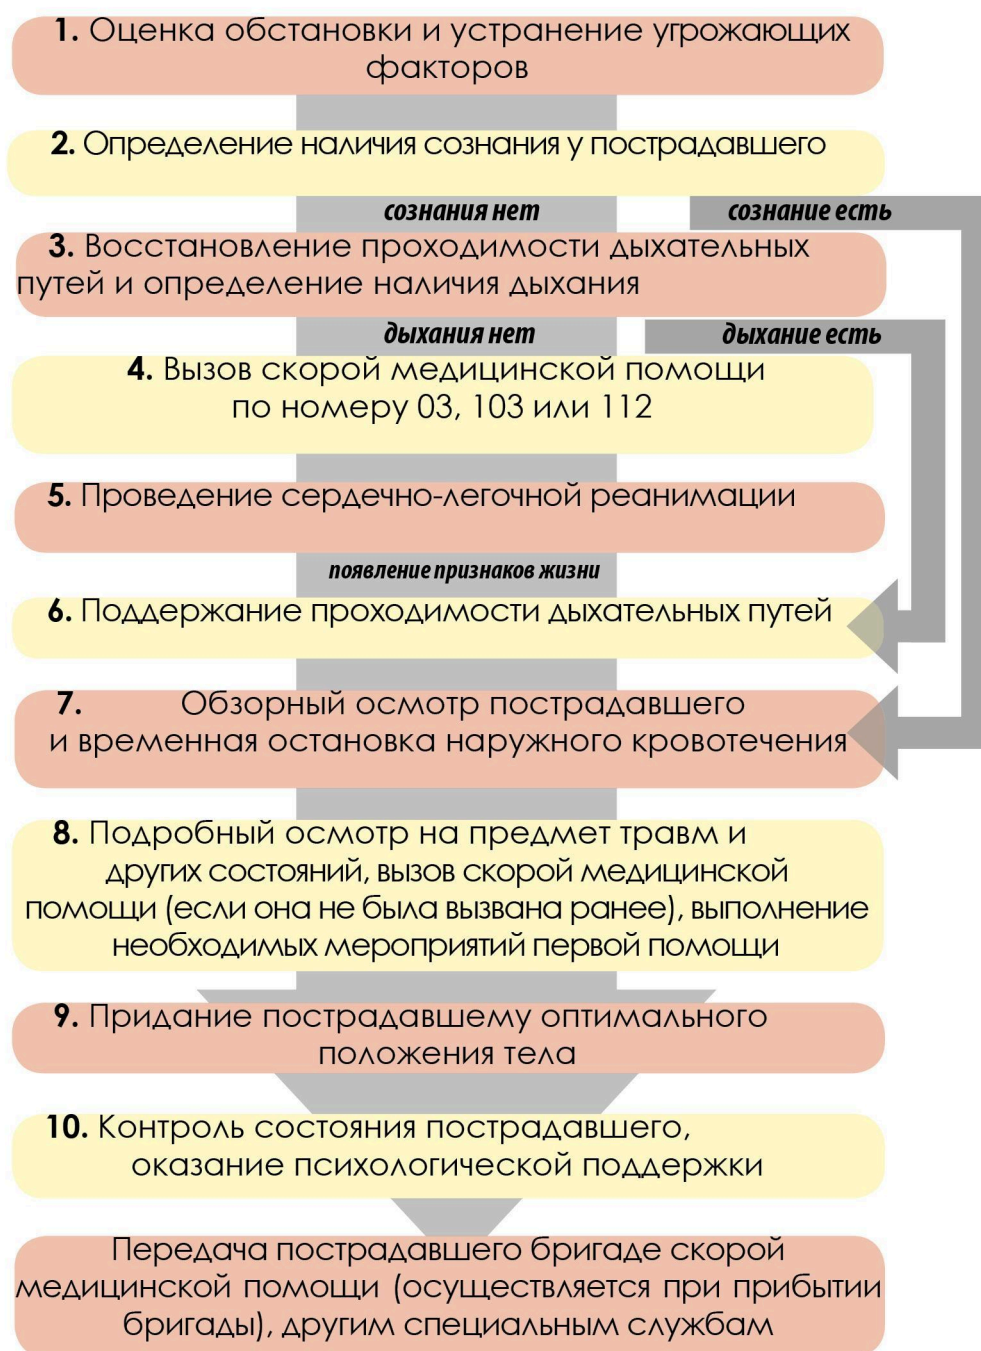 1. Оценка обстановки и устранение угрожающих
факторов
2. Определение наличия сознания у пострадавшего
сознания нет
сознание есть
3. Восстановление проходимости дыхательных
путей и определение наличия дыхания
дыхания нет
дыхание есть
4. Вызов скорой медицинской помощи
по номеру 03, 103 или 112
5. Проведение сердечно-легочной реанимации
появление признаков жизни
6. Поддержание проходимости дыхательных путей
7. Обзорный осмотр пострадавшего
и временная остановка наружного кровотечения
8. Подробный осмотр на предмет травм и
других состояний, вызов скорой медицинской
помощи (если она не была вызвана ранее), выполнение
необходимых мероприятий первой помощи
9. Придание пострадавшему оптимального
положения тела
10. Контроль состояния пострадавшего,
оказание психологической поддержки
Передача пострадавшего бригаде скорой
медицинской помощи (осуществляется при прибытии
бригады), другим специальным службам